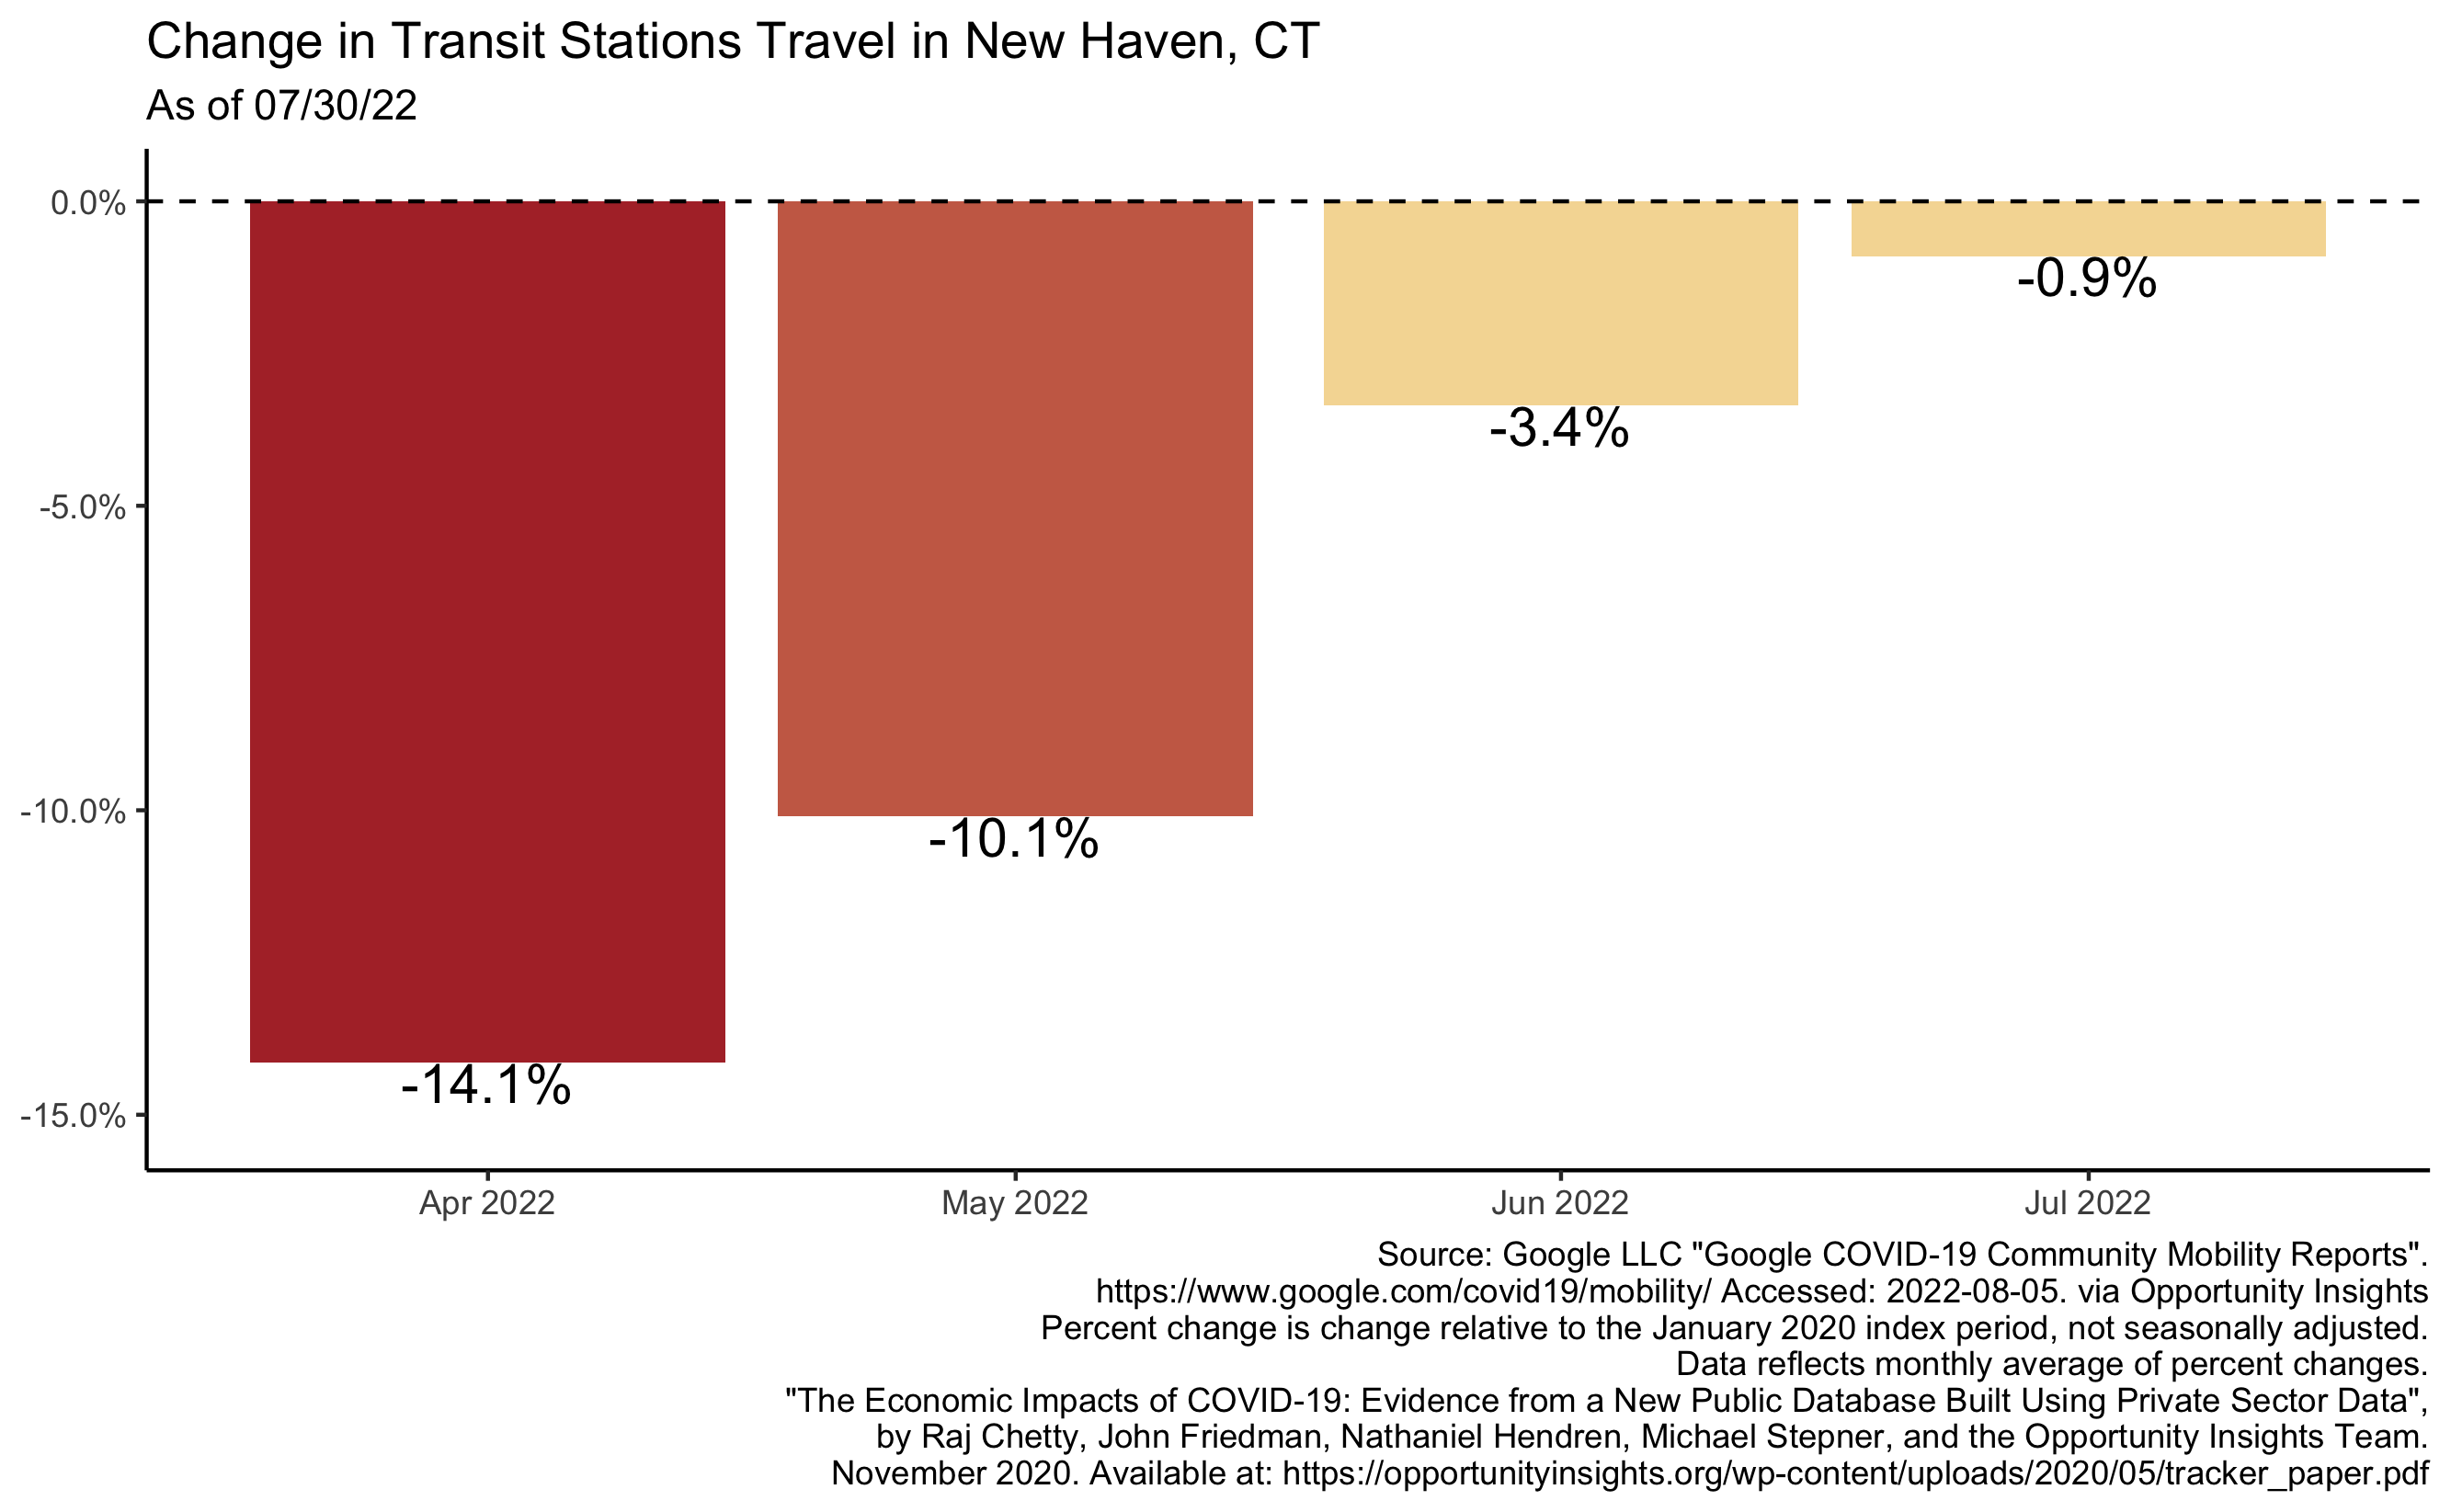 Change in Transit Stations Travel in New Haven, CT
As of 07/30/22
0.0%
-5.0%
-10.0%
-15.0%
-14.1%
-10.1%
-3.4%
-0.9%
Apr 2022
May 2022
Jun 2022
Jul 2022
Source: Google LLC "Google COVID-19 Community Mobility Reports".
https://www.google.com/covid19/mobility/ Accessed: 2022-08-05. via Opportunity Insights
Percent change is change relative to the January 2020 index period, not seasonally adjusted.
Data reflects monthly average of percent changes.
"The Economic Impacts of COVID-19: Evidence from a New Public Database Built Using Private Sector Data",
by Raj Chetty, John Friedman, Nathaniel Hendren, Michael Stepner, and the Opportunity Insights Team.
November 2020. Available at: https://opportunityinsights.org/wp-content/uploads/2020/05/tracker_paper.pdf